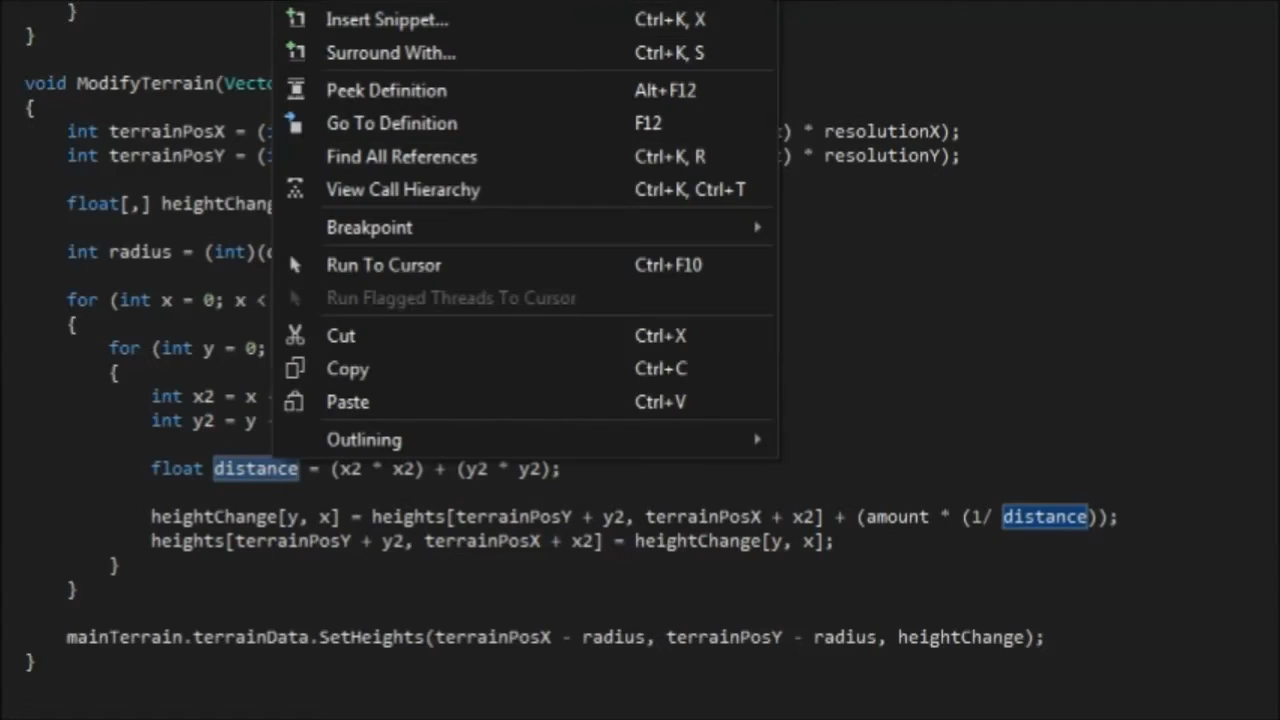 }
}
Insert Snippet... Ctrl+K, X
Surround With... Ctrl+K, S
void ModifyTerrain(Vecto
Peek Definition Alt+F12
{
Go To Definition F12
int terrainPosX = ( ) * resolutionX);
int terrainPosY = ( ) * resolutionY);
Find All References Ctrl+K, R
View Call Hierarchy Ctrl+K, Ctrl+T
float[,] heightChang
Breakpoint
int radius = (int)(
Run To Cursor Ctrl+F10
for (int x = 0; x <
Run Flagged Threads To Cursor
{
Cut Ctrl+X
for (int y = 0;
Copy Ctrl+C
{
int x2 = x
Paste Ctrl+V
int y2 = y
Outlining
float distance = (x2 * x2) + (y2 * y2);
heightChange[y, x] = heights[terrainPosY + y2, terrainPosX + x2] + (amount * (1/ distance));
heights[terrainPosY + y2, terrainPosX + x2] = heightChange[y, x];
}
}
mainTerrain.terrainData.SetHeights(terrainPosX - radius, terrainPosY - radius, heightChange);
}